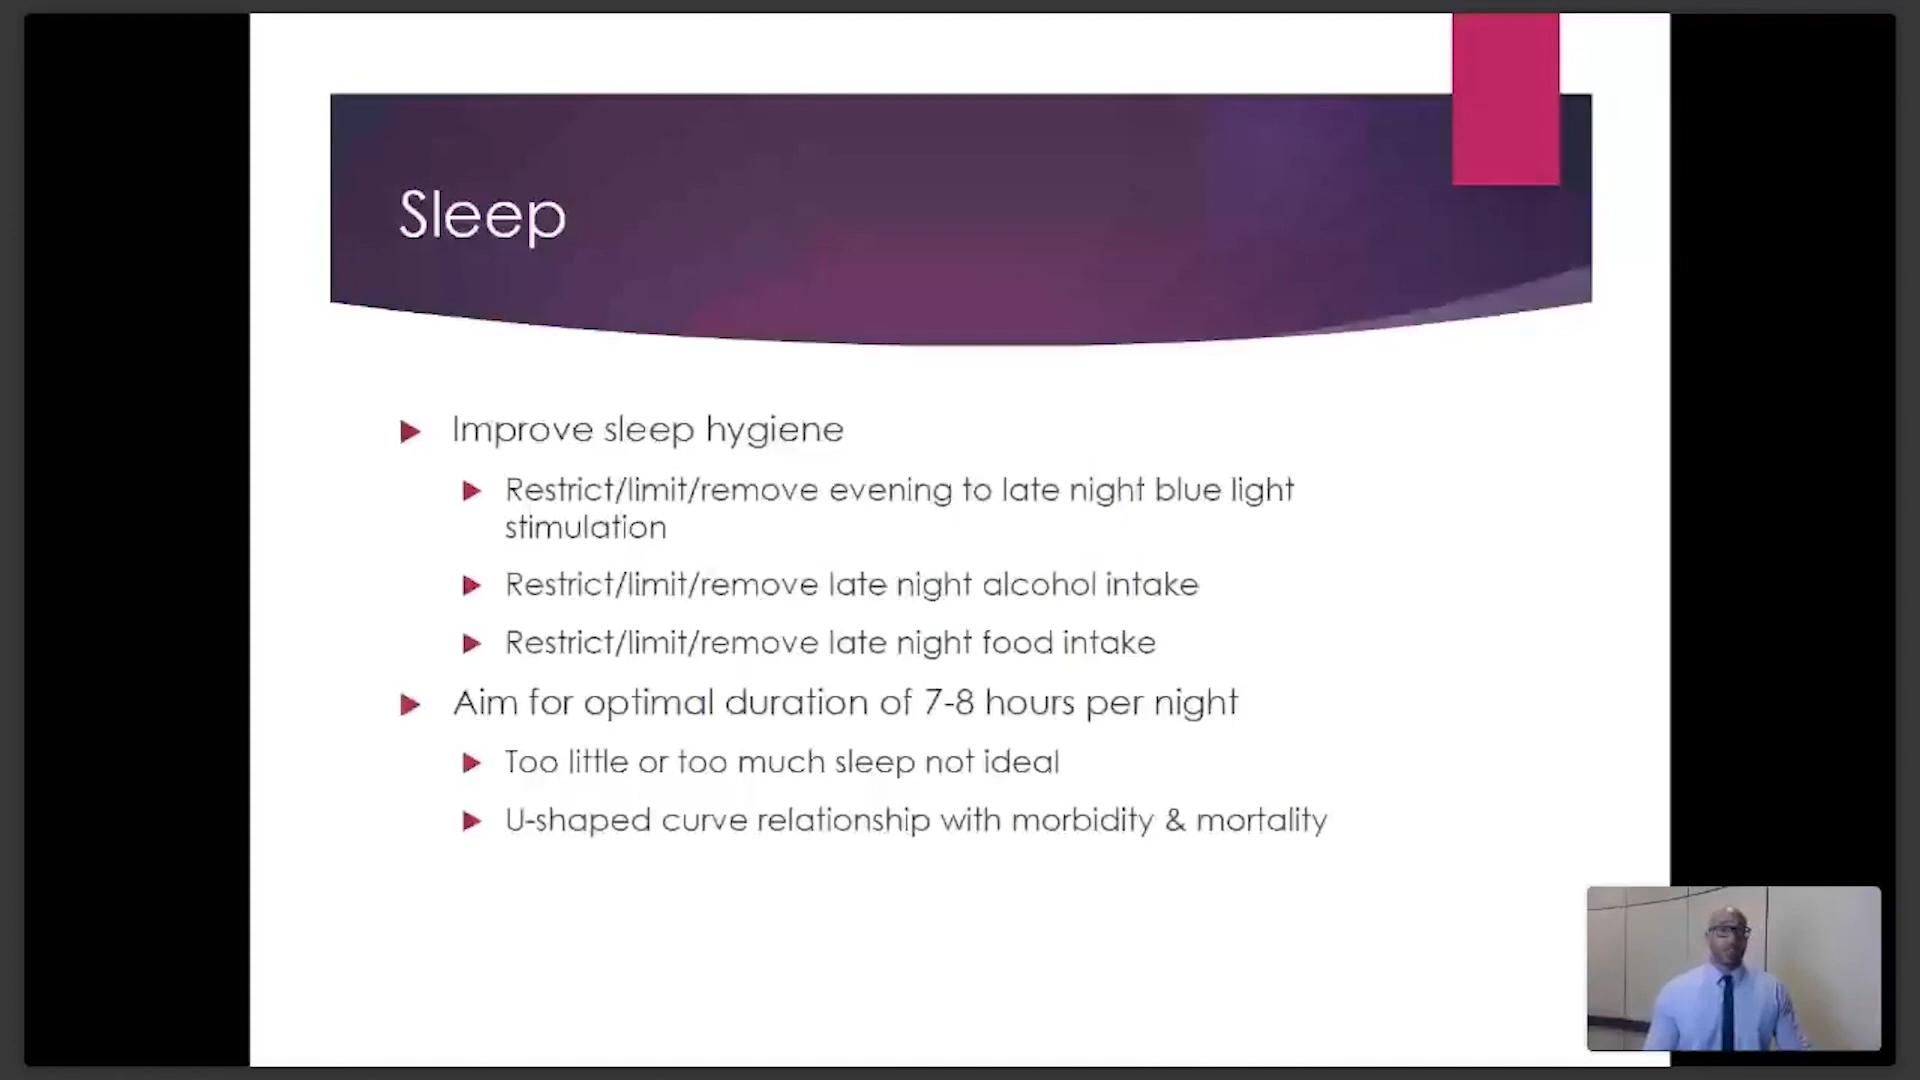 Sleep
Improve sleep hygiene
Restrict/limit/remove evening to late night blue light
stimulation
Restrict/limit/remove late night alcohol intake
Restrict/limit/remove late night food intake
Aim for optimal duration of 7-8 hours per night
Too little or too much sleep not ideal
U-shaped curve relationship with morbidity & mortality